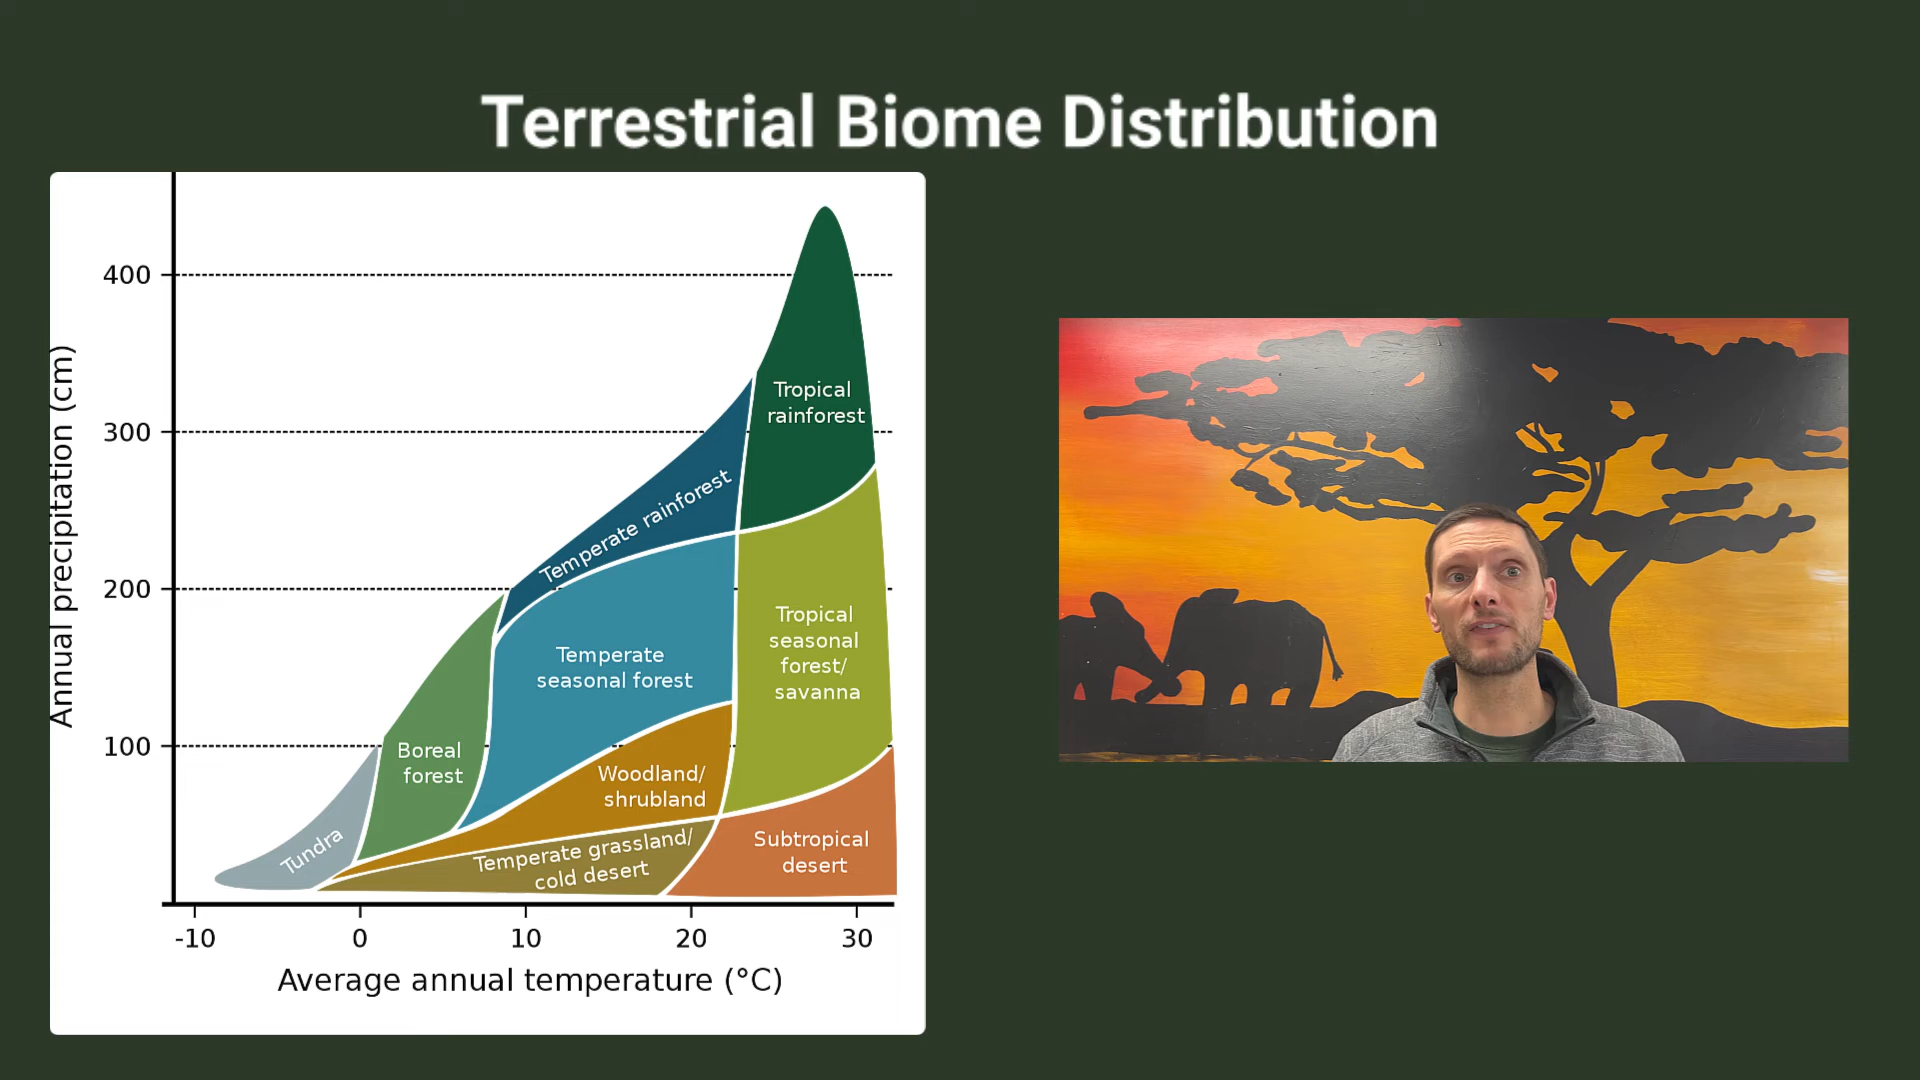 Terrestrial Biome Distribution
Annual precipitation (cm)
400
300
200
100
Tropical
rainforest
Temperate rainforest
Temperate
seasonal forest
Tropical
seasonal
forest/
savanna
Boreal
forest
Woodland/
shrubland
Tundra
Temperate grassland/
cold desert
Subtropical
desert
-10
0
10
20
30
Average annual temperature (°C)